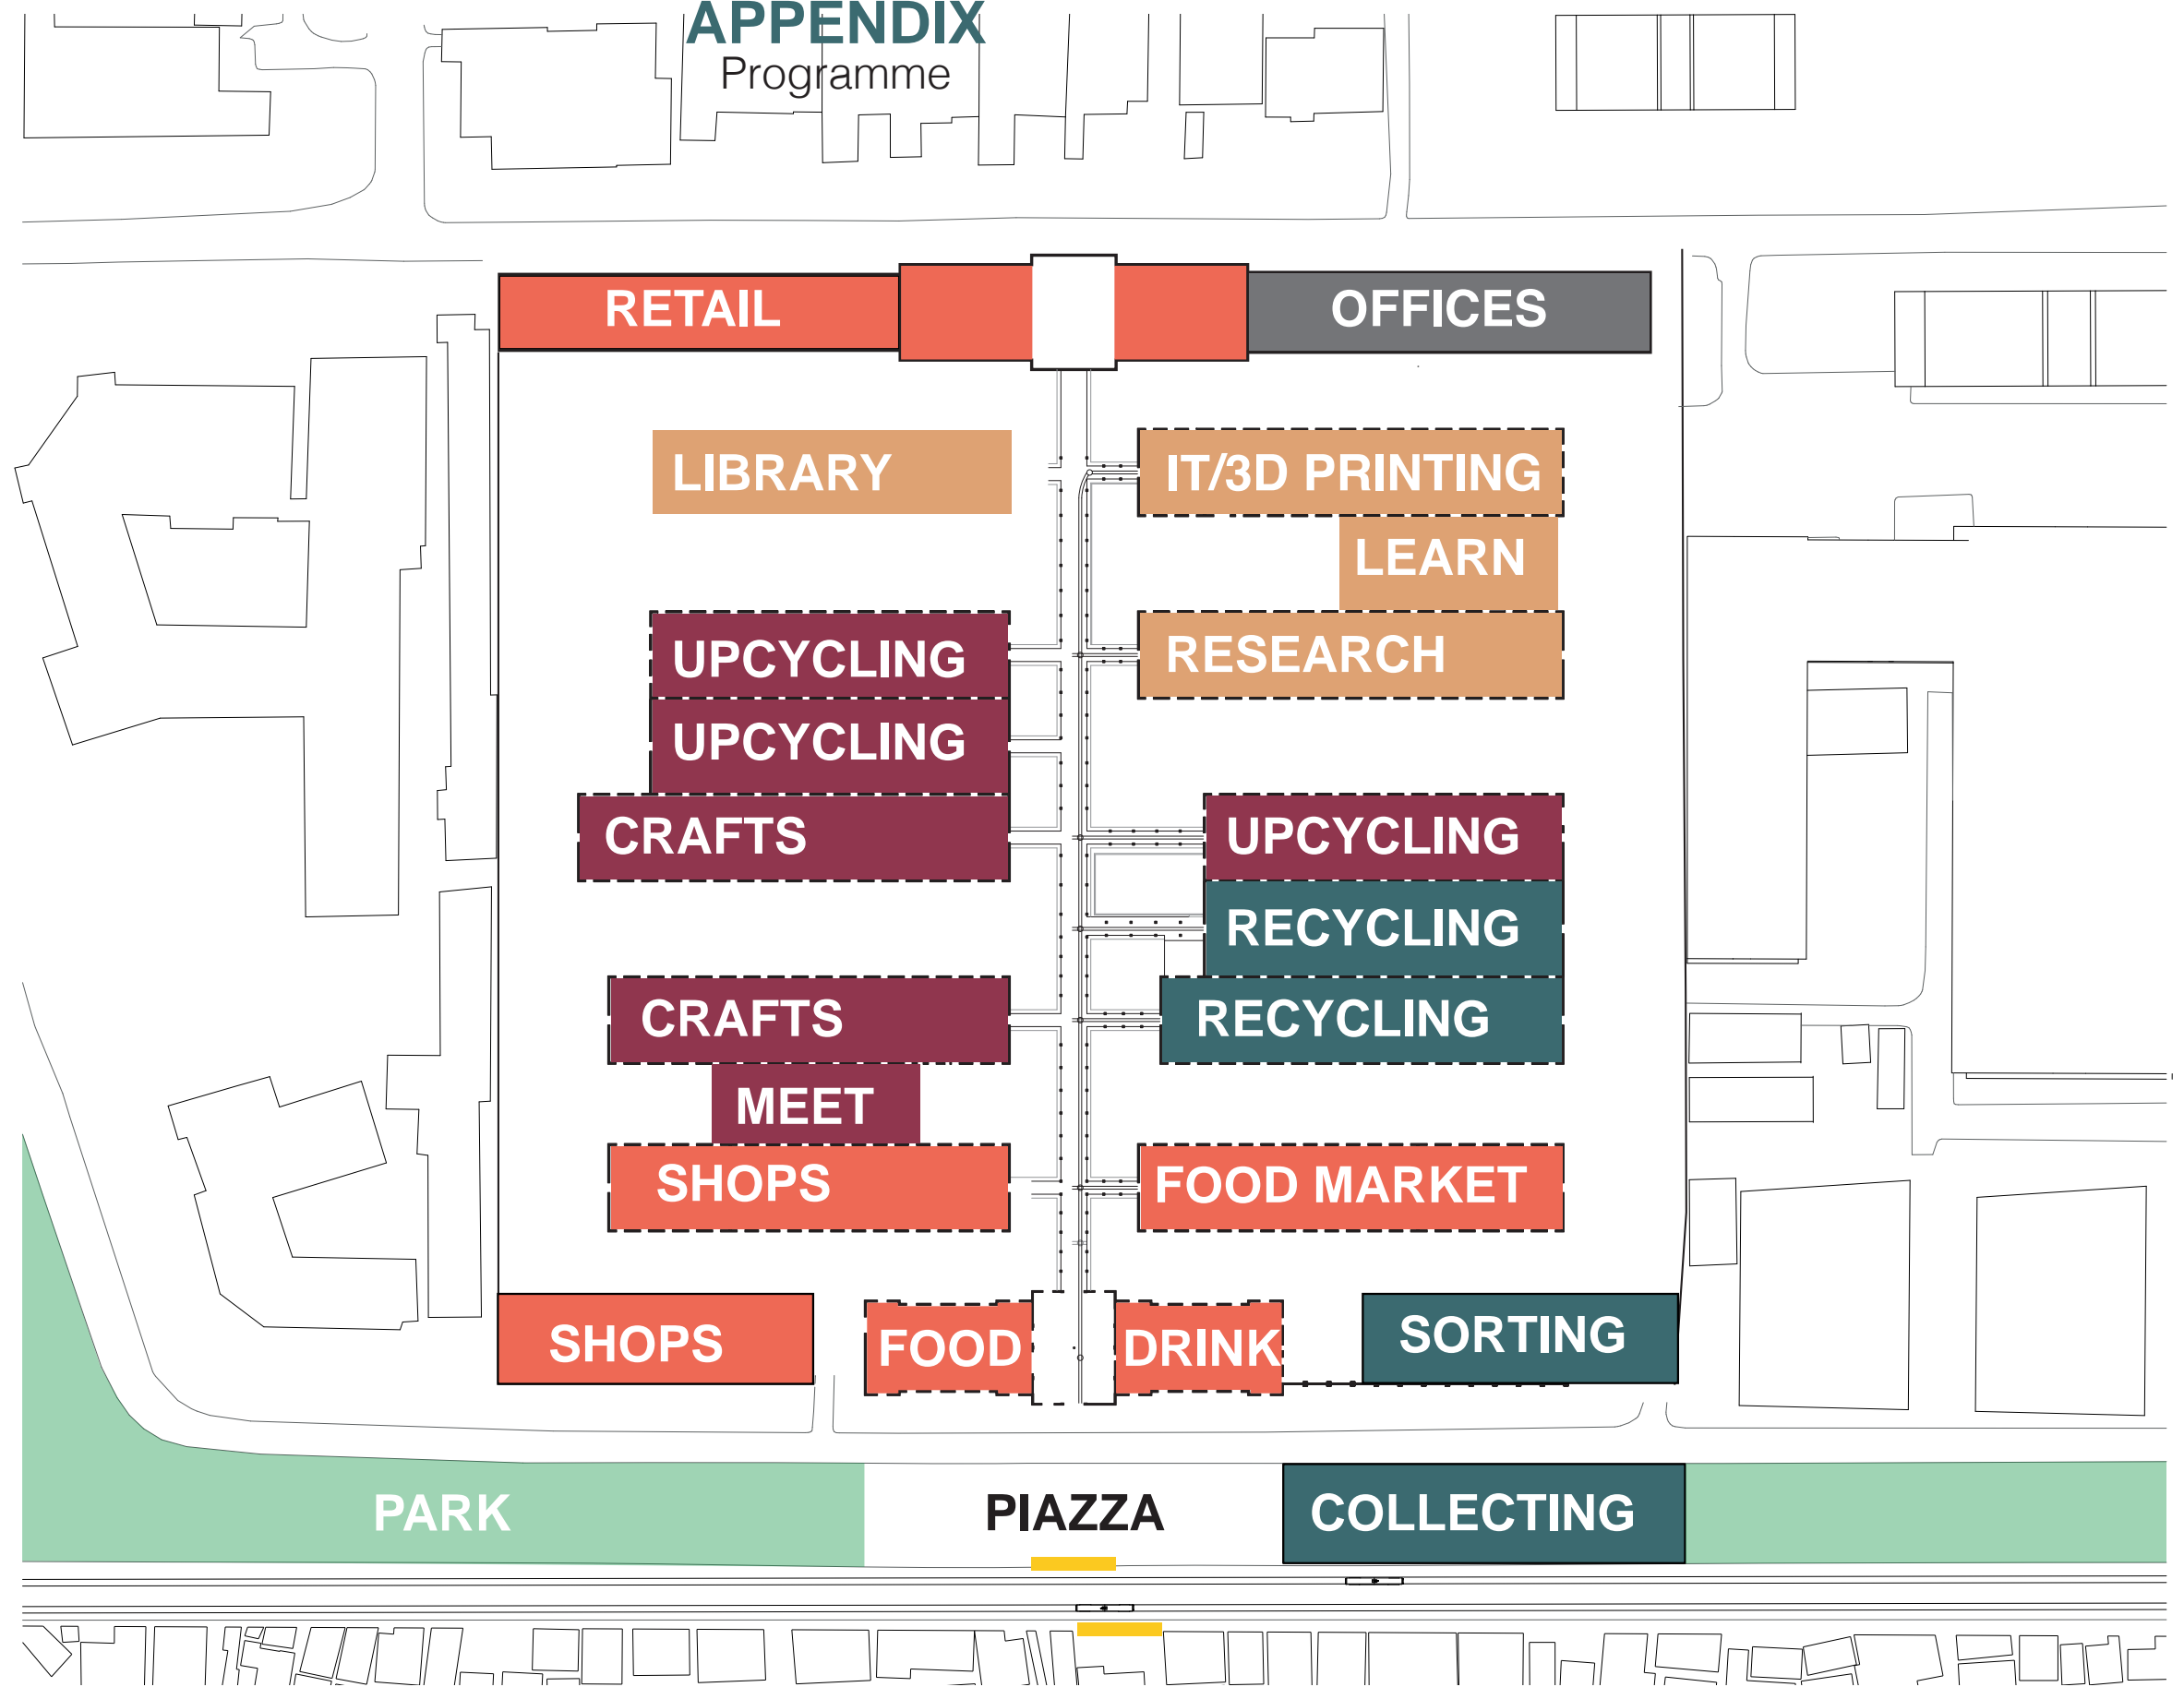 APPENDIX
Programme
RETAIL
OFFICES
LIBRARY
IT/3D PRINTING
LEARN
UPCYCLING
RESEARCH
UPCYCLING
CRAFTS
UPCYCLING
RECYCLING
CRAFTS
RECYCLING
MEET
SHOPS
FOOD MARKET
SHOPS
FOOD
DRINK
SORTING
PARK
PIAZZA
COLLECTING